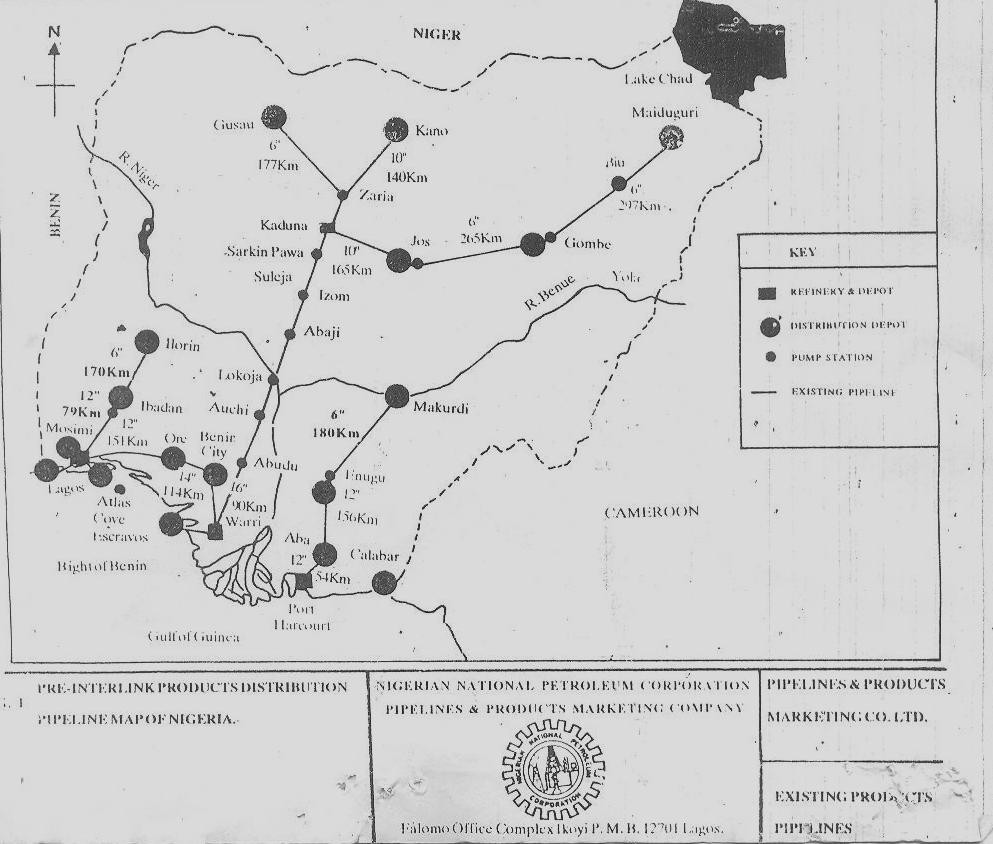 N
NIGER
Lake Chad
Maiduguri
Gusau
Kano
6"
177Km
10"
140Km
R. Niger
Biu
6"
297Km
Zaria
BENIN
Kaduna
Jos
6"
265Km
Gombe
Sarkin Pawa
10"
165Km
Suleja
Izom
R. Benue
Yola
KEY
REFINERY & DEPOT
DISTRIBUTION DEPOT
PUMP STATION
EXISTING PIPELINE
Abaji
Ilorin
6"
170Km
Lokoja
12"
79Km
Ibadan
Auchi
Makurdi
6"
180Km
12"
151Km
Mosimi
Ore
Benin
City
Abudu
Enugu
Lagos
14"
114Km
16"
90Km
12"
156Km
Atlas
Cove
Escravos
Warri
CAMEROON
Aba
12"
54Km
Calabar
Bight of Benin
Port
Harcourt
Gulf of Guinea
PRE-INTERLINK PRODUCTS DISTRIBUTION
PIPELINE MAP OF NIGERIA.
NIGERIAN NATIONAL PETROLEUM CORPORATION
PIPELINES & PRODUCTS MARKETING COMPANY
NIGERIAN NATIONAL PETROLEUM
CORPORATION
Falomo Office Complex Ikoyi P. M. B. 12701 Lagos.
PIPELINES & PRODUCTS
MARKETING CO. LTD.
EXISTING PRODUCTS
PIPELINES